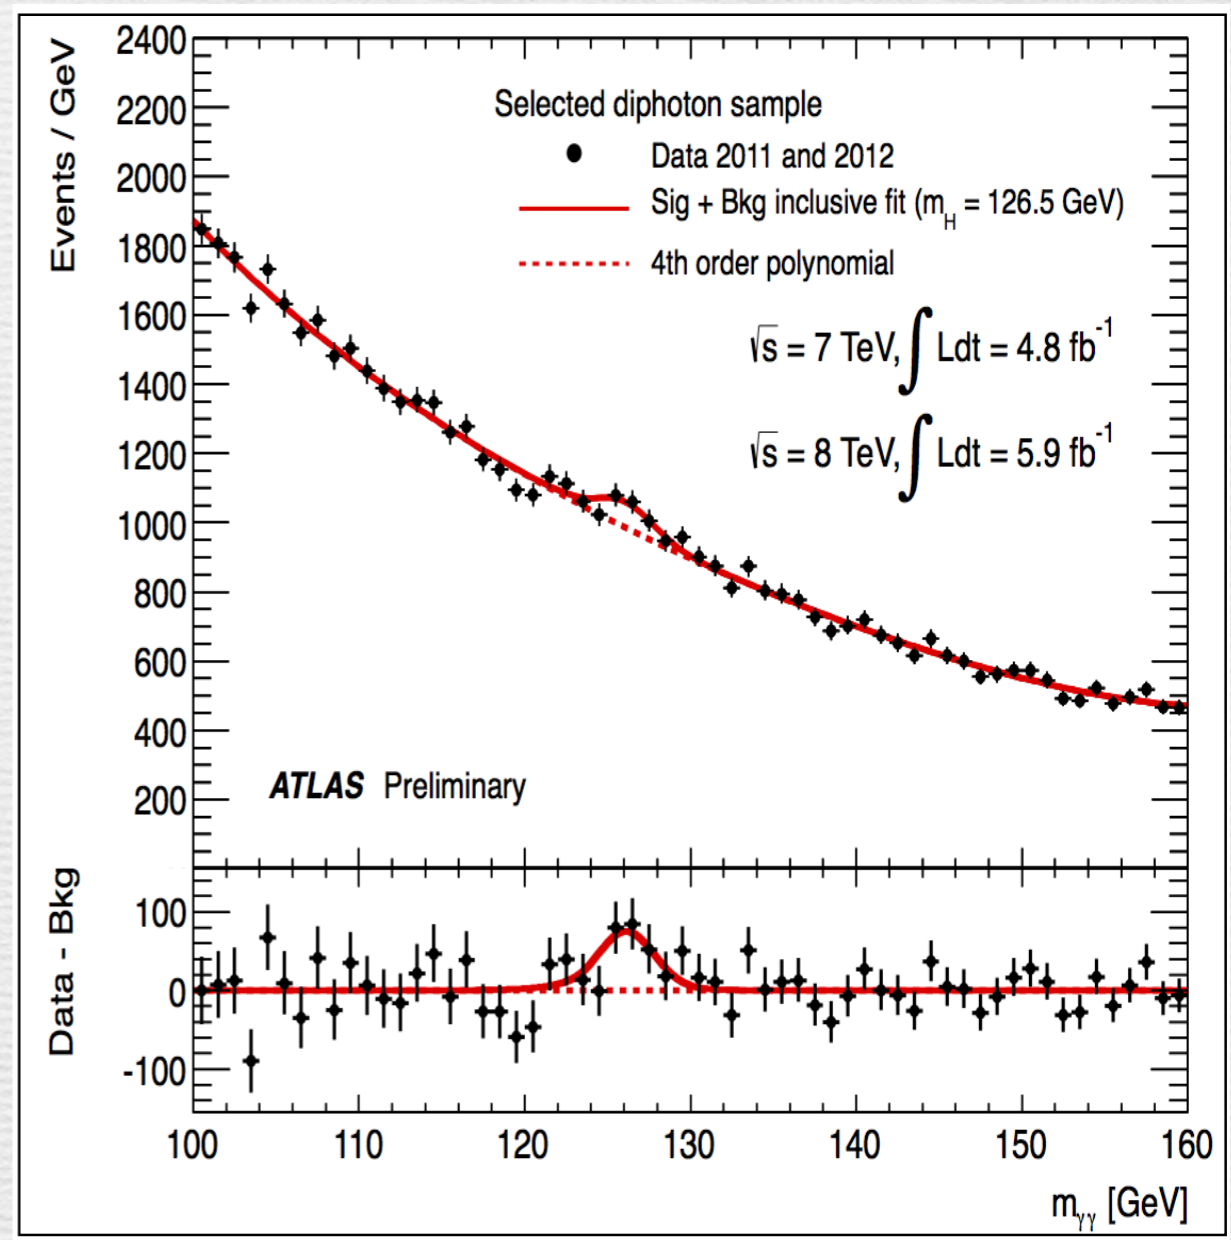 Events / GeV
2400
2200
2000
1800
1600
1400
1200
1000
800
600
400
200
Selected diphoton sample
Data 2011 and 2012
Sig + Bkg inclusive fit (m_H = 126.5 GeV)
4th order polynomial
√s = 7 TeV, ∫ Ldt = 4.8 fb⁻¹
√s = 8 TeV, ∫ Ldt = 5.9 fb⁻¹
ATLAS Preliminary
Data - Bkg
100
0
-100
100 110 120 130 140 150 160
m_γγ [GeV]